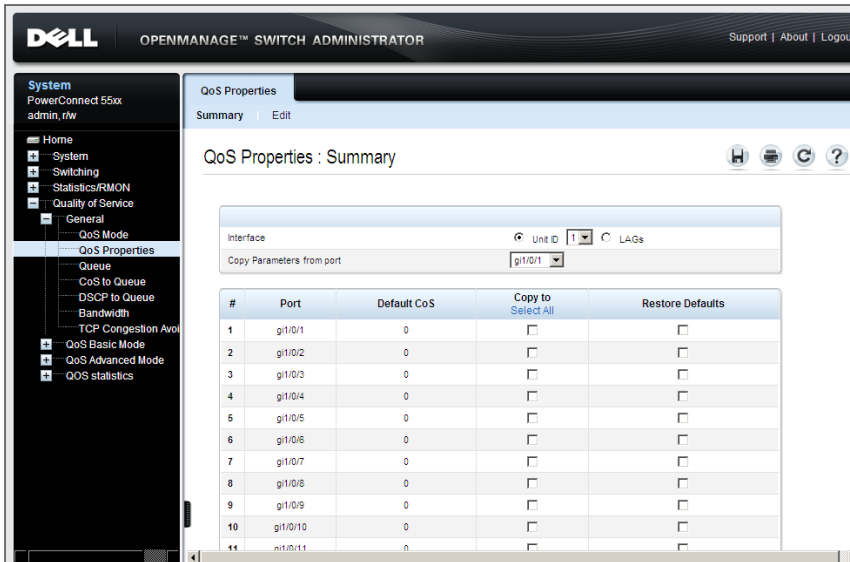 DELL
OPENMANAGE™ SWITCH ADMINISTRATOR
Support | About | Logou
System
PowerConnect 55xx
admin, r/w
Home
System
Switching
Statistics/RMON
Quality of Service
General
QoS Mode
QoS Properties
Queue
CoS to Queue
DSCP to Queue
Bandwidth
TCP Congestion Avoi
QoS Basic Mode
QoS Advanced Mode
QOS statistics
QoS Properties
Summary Edit
QoS Properties : Summary
Interface Unit ID 1 LAGs
Copy Parameters from port gi1/0/1
# Port Default CoS Copy to Select All Restore Defaults
1 gi1/0/1 0
2 gi1/0/2 0
3 gi1/0/3 0
4 gi1/0/4 0
5 gi1/0/5 0
6 gi1/0/6 0
7 gi1/0/7 0
8 gi1/0/8 0
9 gi1/0/9 0
10 gi1/0/10 0
11 gi1/0/11 0